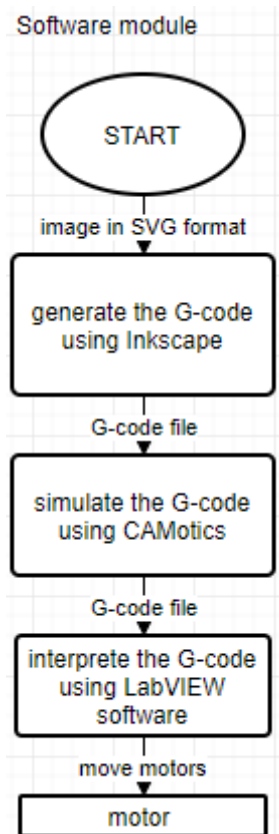 Software module
START
image in SVG format
generate the G-code
using Inkscape
G-code file
simulate the G-code
using CAMotics
G-code file
interprete the G-code
using LabVIEW
software
move motors
motor